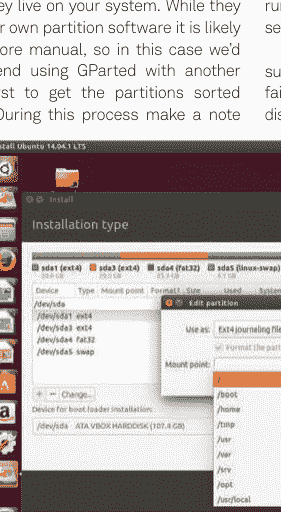 ey live on your system. While they
r own partition software it is likely
ore manual, so in this case we'd
end using GParted with another
st to get the partitions sorted
During this process make a note
run
se
su
fai
dis
stall Ubuntu 14.04.1 LTS
Install
Installation type
sda1 (ext4) sda3 (ext4) sda4 (fat32) sda5 (linux-swap)
Device Type Mount point Format? Size Used System
/dev/sda
/dev/sda1 ext4
/dev/sda3 ext4
/dev/sda4 fat32
/dev/sda5 swap
+ - Change...
Device for boot loader installation:
/dev/sda ATA VBOX HARDDISK (107.4 GB)
Edit partition
Use as: Ext4 journaling file
Format the part
Mount point:
/
/boot
/home
/tmp
/usr
/var
/srv
/opt
/usr/local